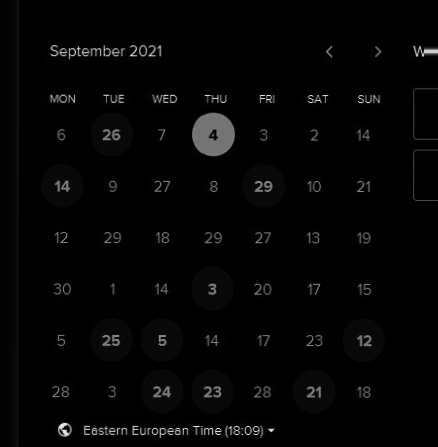 September 2021
MON TUE WED THU FRI SAT SUN
6 26 7 4 3 2 14
14 9 27 8 29 10 21
12 29 18 29 27 13 19
30 1 14 3 20 17 15
5 25 5 14 17 23 12
28 3 24 23 28 21 18
Eastern European Time (18:09)